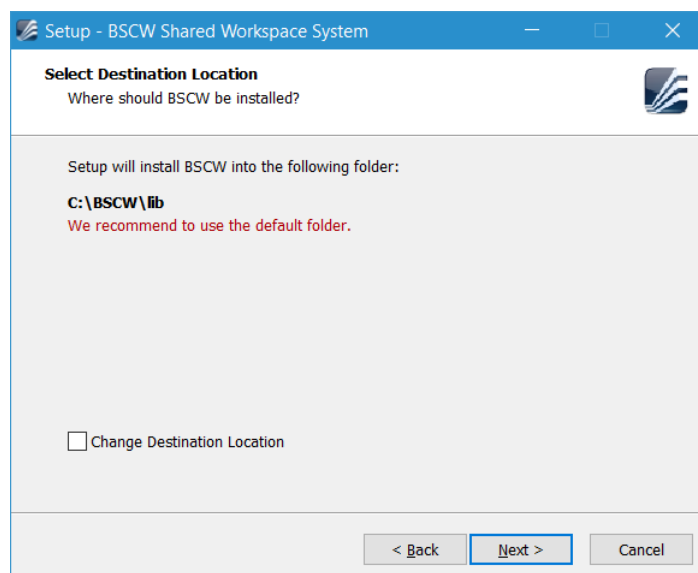 Setup - BSCW Shared Workspace System
Select Destination Location
Where should BSCW be installed?
Setup will install BSCW into the following folder:
C:\BSCW\lib
We recommend to use the default folder.
Change Destination Location
< Back Next > Cancel